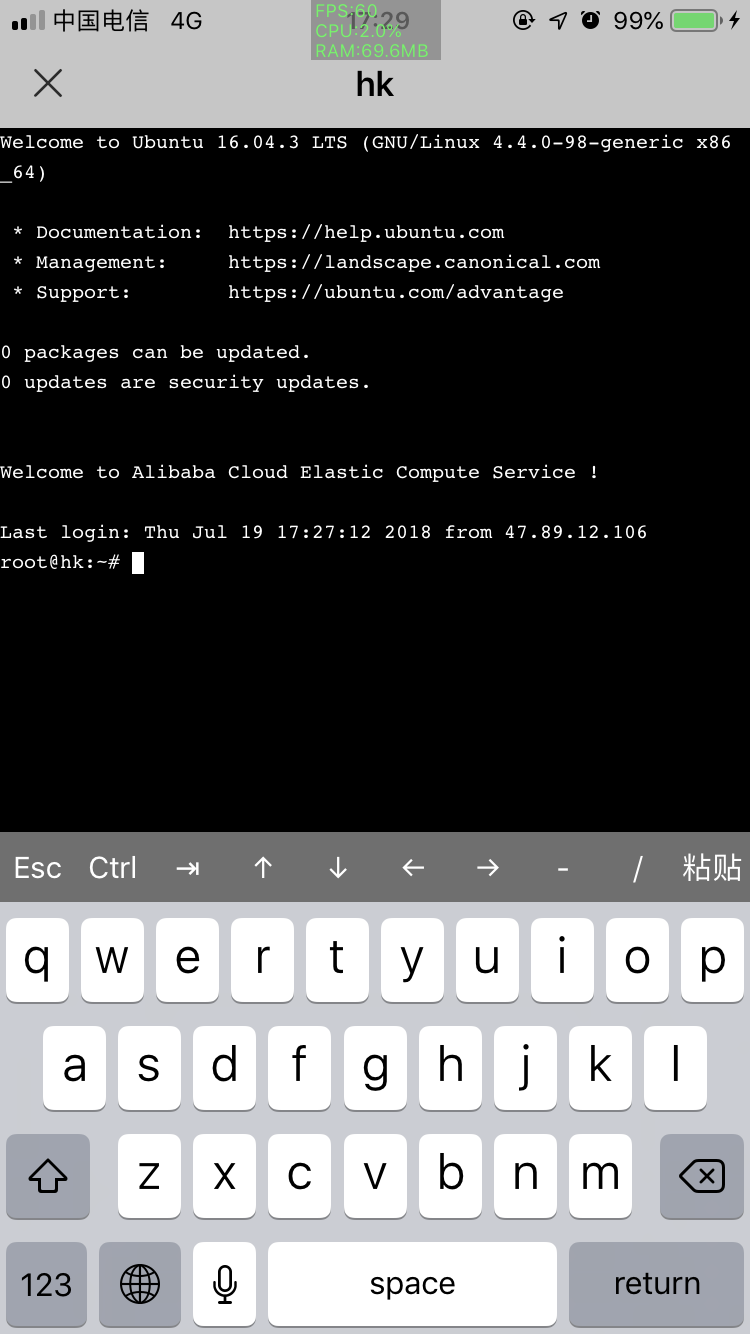 中国电信 4G 17:29 99%
FPS:60
CPU:2.0%
RAM:69.6MB
hk
Welcome to Ubuntu 16.04.3 LTS (GNU/Linux 4.4.0-98-generic x86
_64)
* Documentation: https://help.ubuntu.com
* Management: https://landscape.canonical.com
* Support: https://ubuntu.com/advantage
0 packages can be updated.
0 updates are security updates.
Welcome to Alibaba Cloud Elastic Compute Service !
Last login: Thu Jul 19 17:27:12 2018 from 47.89.12.106
root@hk:~#
Esc Ctrl ⇥ ↑ ↓ ← → - / 粘贴
q w e r t y u i o p
a s d f g h j k l
z x c v b n m
123 space return